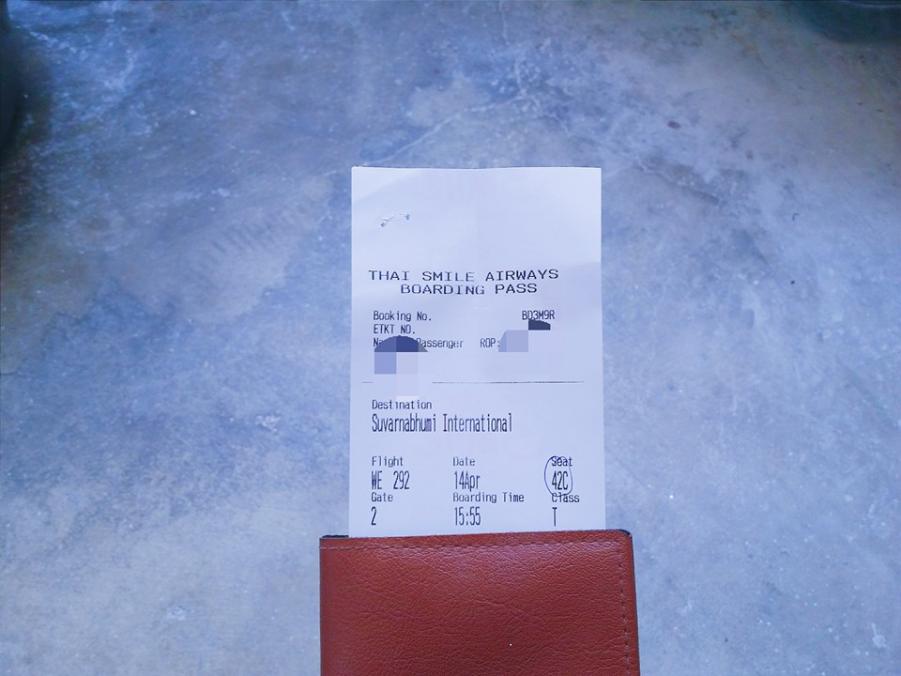 THAI SMILE AIRWAYS
BOARDING PASS
Booking No. BD3M9R
ETKT NO.
Passenger ROP:
Destination
Suvarnabhumi International
Flight Date Seat
WE 292 14Apr 42C
Gate Boarding Time Class
2 15:55 T